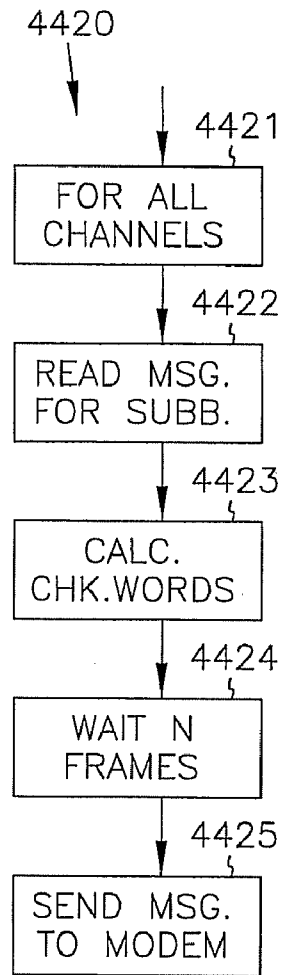 4420
4421
FOR ALL
CHANNELS
4422
READ MSG.
FOR SUBB.
4423
CALC.
CHK.WORDS
4424
WAIT N
FRAMES
4425
SEND MSG.
TO MODEM